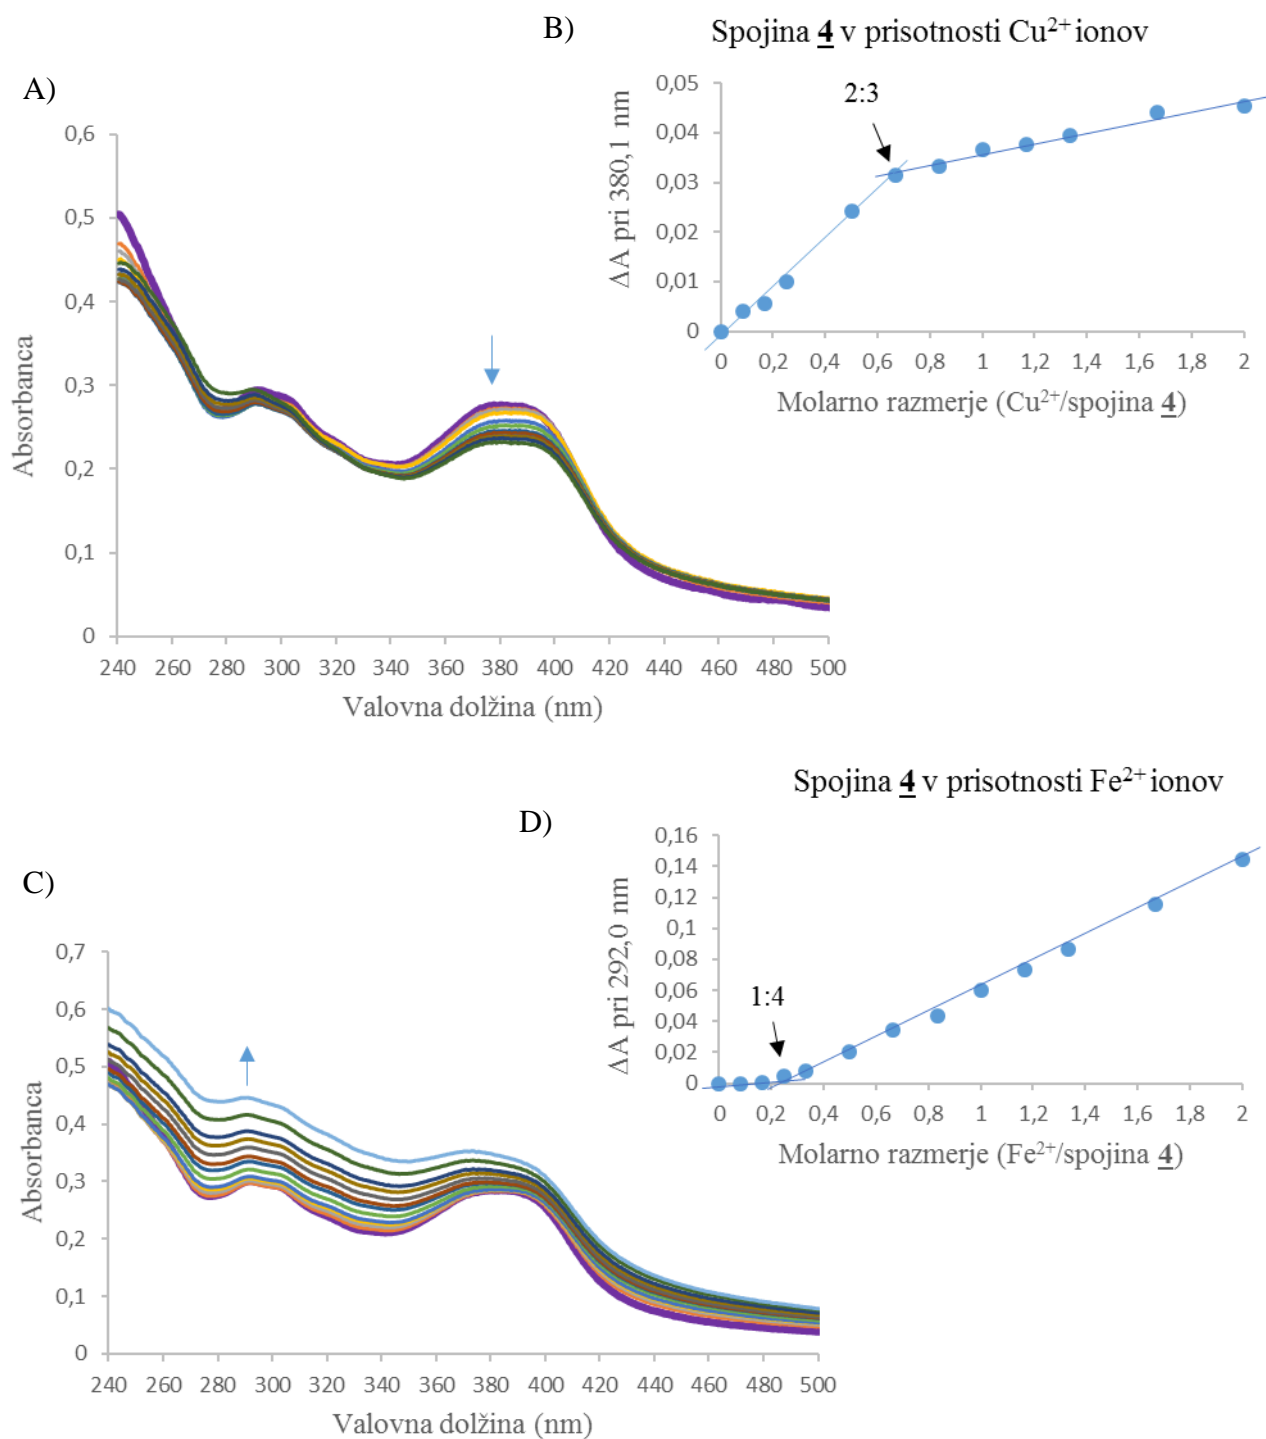 B)
Spojina 4 v prisotnosti Cu²⁺ ionov
A)
0,6
0,5
0,4
0,3
0,2
0,1
0
Absorbanca
240 260 280 300 320 340 360 380 400 420 440 460 480 500
Valovna dolžina (nm)
0,05
0,04
0,03
0,02
0,01
0
ΔA pri 380,1 nm
2:3
0 0,2 0,4 0,6 0,8 1 1,2 1,4 1,6 1,8 2
Molarno razmerje (Cu²⁺/spojina 4)
Spojina 4 v prisotnosti Fe²⁺ ionov
D)
C)
0,7
0,6
0,5
0,4
0,3
0,2
0,1
0
Absorbanca
240 260 280 300 320 340 360 380 400 420 440 460 480 500
Valovna dolžina (nm)
0,16
0,14
0,12
0,1
0,08
0,06
0,04
0,02
0
ΔA pri 292,0 nm
1:4
0 0,2 0,4 0,6 0,8 1 1,2 1,4 1,6 1,8 2
Molarno razmerje (Fe²⁺/spojina 4)